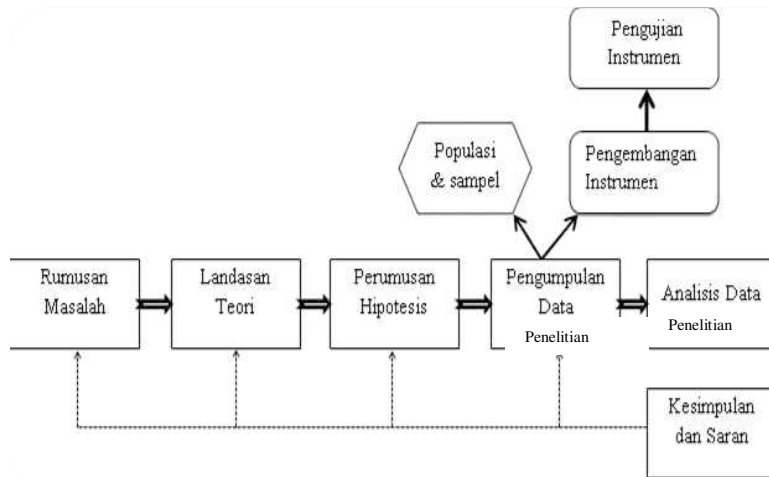 Pengujian
Instrumen
Populasi
& sampel
Pengembangan
Instrumen
Rumusan
Masalah
Landasan
Teori
Perumusan
Hipotesis
Pengumpulan
Data
Penelitian
Analisis Data
Penelitian
Kesimpulan
dan Saran